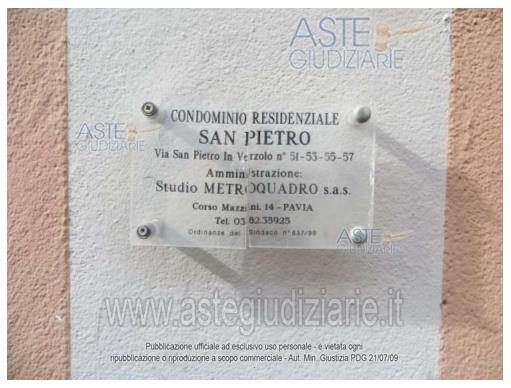 ASTE
GIUDIZIARIE
CONDOMINIO RESIDENZIALE
SAN PIETRO
Via San Pietro In Verzolo n° 51-53-55-57
Amministrazione:
Studio METROQUADRO s.a.s.
Corso Mazzini, 14 - PAVIA
Tel. 0382.35925
Ordinanze del Sindaco n° 837/99
ASTE
GIUDIZIARIE
ASTE
GIUDIZIARIE
www.astegiudiziarie.it
Pubblicazione ufficiale ad esclusivo uso personale - è vietata ogni
ripubblicazione o riproduzione a scopo commerciale - Aut. Min. Giustizia PDG 21/07/09